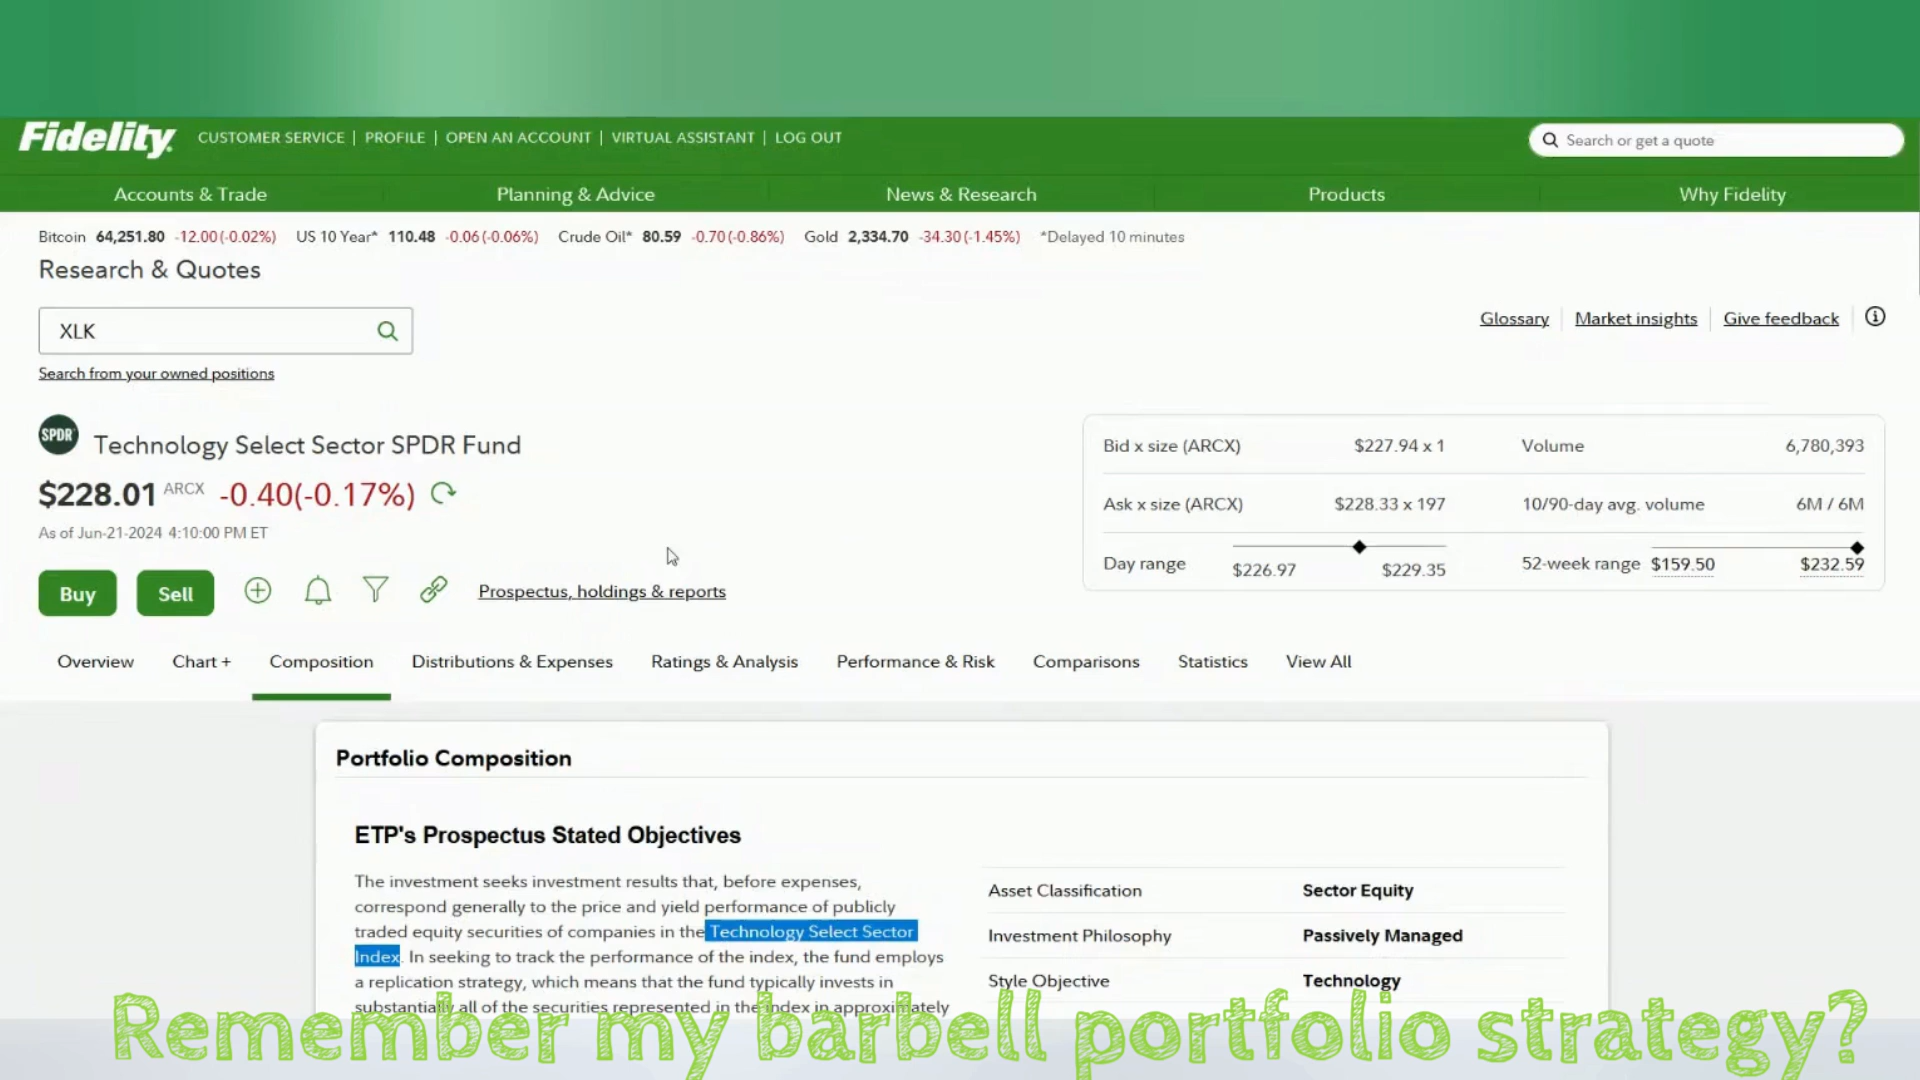 Fidelity
CUSTOMER SERVICE | PROFILE | OPEN AN ACCOUNT | VIRTUAL ASSISTANT | LOG OUT
Search or get a quote
Accounts & Trade Planning & Advice News & Research Products Why Fidelity
Bitcoin 64,251.80 -12.00(-0.02%) US 10 Year* 110.48 -0.06(-0.06%) Crude Oil* 80.59 -0.70(-0.86%) Gold 2,334.70 -34.30(-1.45%) *Delayed 10 minutes
Research & Quotes
XLK
Glossary Market insights Give feedback
Search from your owned positions
SPDR Technology Select Sector SPDR Fund
$228.01 ARCX -0.40(-0.17%)
As of Jun-21-2024 4:10:00 PM ET
Bid x size (ARCX) $227.94 x 1 Volume 6,780,393
Ask x size (ARCX) $228.33 x 197 10/90-day avg. volume 6M / 6M
Day range $226.97 $229.35 52-week range $159.50 $232.59
Buy Sell Prospectus, holdings & reports
Overview Chart + Composition Distributions & Expenses Ratings & Analysis Performance & Risk Comparisons Statistics View All
Portfolio Composition
ETP's Prospectus Stated Objectives
The investment seeks investment results that, before expenses,
correspond generally to the price and yield performance of publicly
traded equity securities of companies in the Technology Select Sector
Index. In seeking to track the performance of the index, the fund employs
a replication strategy, which means that the fund typically invests in
substantially all of the securities represented in the index in approximately
Asset Classification Sector Equity
Investment Philosophy Passively Managed
Style Objective Technology
Remember my barbell portfolio strategy?